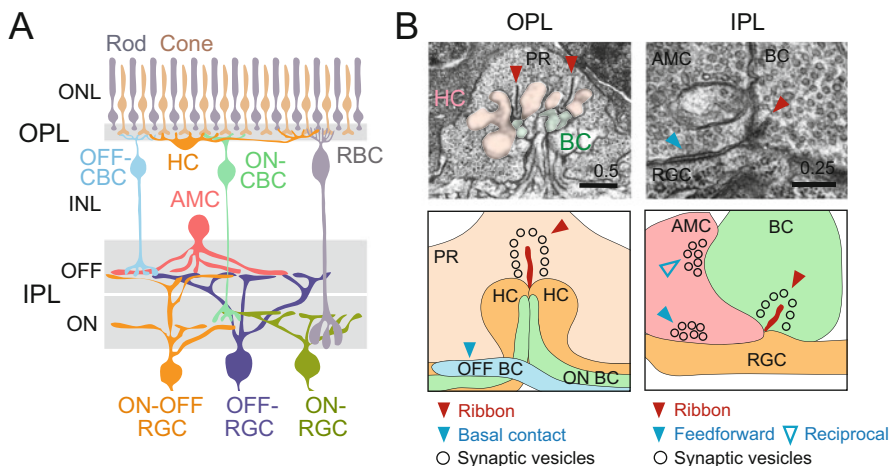 A
Rod Cone
ONL
OPL
OFF-
CBC
HC
ON-
CBC
RBC
INL
AMC
OFF
IPL
ON
ON-OFF
RGC
OFF-
RGC
ON-
RGC
B
OPL
IPL
PR
HC
BC
0.5
AMC
BC
RGC
0.25
PR
HC
HC
OFF BC
ON BC
AMC
BC
RGC
Ribbon
Basal contact
Synaptic vesicles
Ribbon
Feedforward Reciprocal
Synaptic vesicles